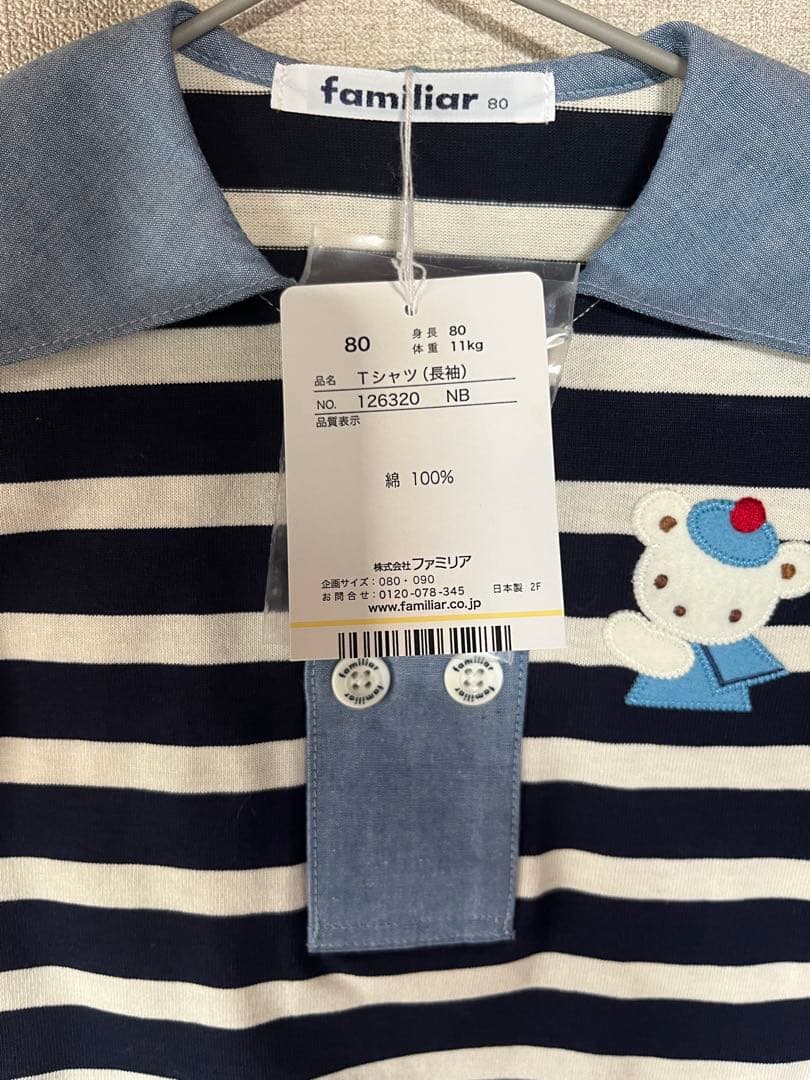 familiar 80
80
身長 80
体重 11kg
品名 Tシャツ(長袖)
NO. 126320 NB
品質表示
綿 100%
株式会社ファミリア
企画サイズ:080・090
お問合せ:0120-078-345 日本製 2F
www.familiar.co.jp
familiar
familiar
familiar
familiar